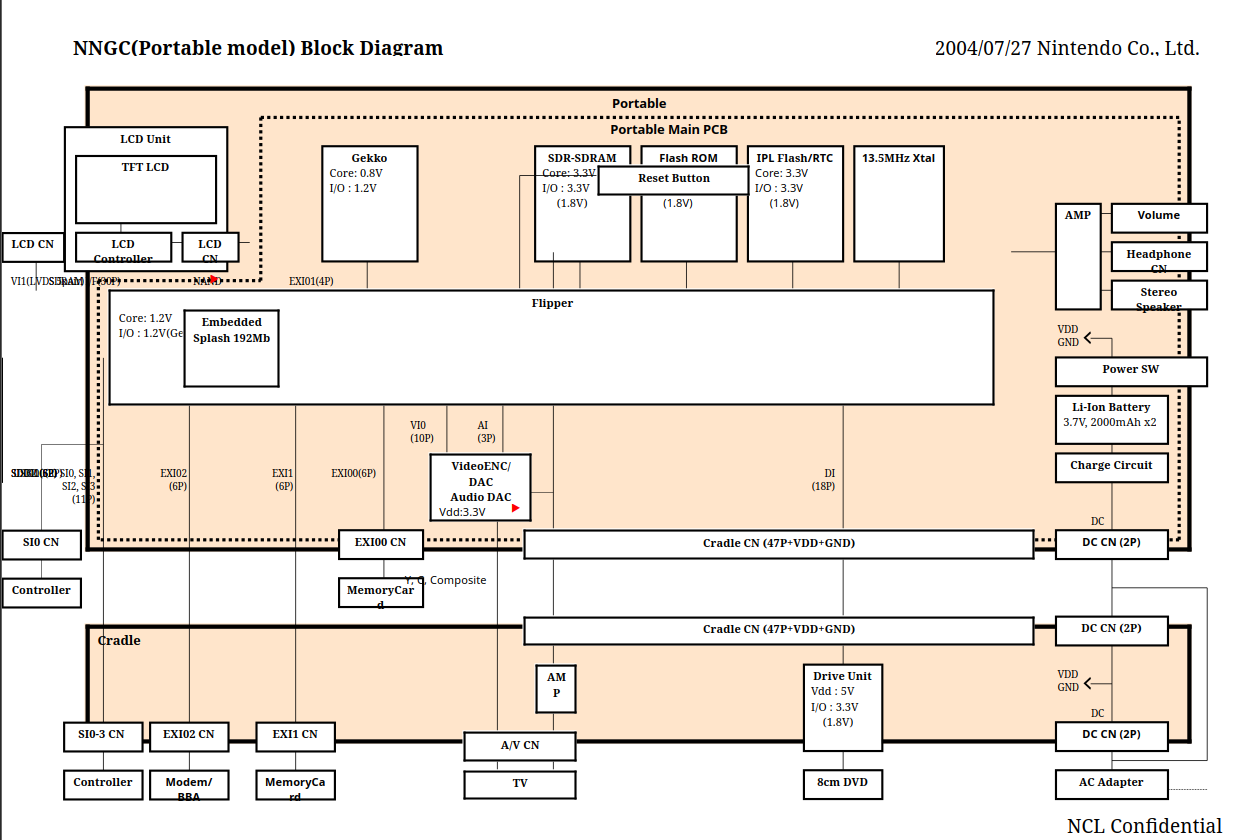 NNGC(Portable model) Block Diagram
2004/07/27 Nintendo Co., Ltd.
Portable
Portable Main PCB
LCD Unit
TFT LCD
LCD CN
LCD
Controller
LCD
CN
Gekko
Core: 0.8V
I/O : 1.2V
SDR-SDRAM
Core: 3.3V
I/O : 3.3V
(1.8V)
Flash ROM
(1.8V)
Reset Button
IPL Flash/RTC
Core: 3.3V
I/O : 3.3V
(1.8V)
13.5MHz Xtal
AMP
Volume
Headphone
CN
Stereo
Speaker
NAND
EXI01(4P)
Flipper
Core: 1.2V
I/O : 1.2V(Ge
Embedded
Splash 192Mb
VDD
GND
Power SW
Li-Ion Battery
3.7V, 2000mAh x2
Charge Circuit
VI0
(10P)
AI
(3P)
SI0, SI1,
SI2, SI3
(11P)
EXI02
(6P)
EXI1
(6P)
EXI00(6P)
VideoENC/
DAC
Audio DAC
Vdd:3.3V
DI
(18P)
DC
SI0 CN
EXI00 CN
Cradle CN (47P+VDD+GND)
DC CN (2P)
Controller
MemoryCar
d
Y, C, Composite
Cradle
Cradle CN (47P+VDD+GND)
DC CN (2P)
AM
P
Drive Unit
Vdd : 5V
I/O : 3.3V
(1.8V)
VDD
GND
DC
SI0-3 CN
EXI02 CN
EXI1 CN
A/V CN
DC CN (2P)
Controller
Modem/
BBA
MemoryCa
rd
TV
8cm DVD
AC Adapter
NCL Confidential